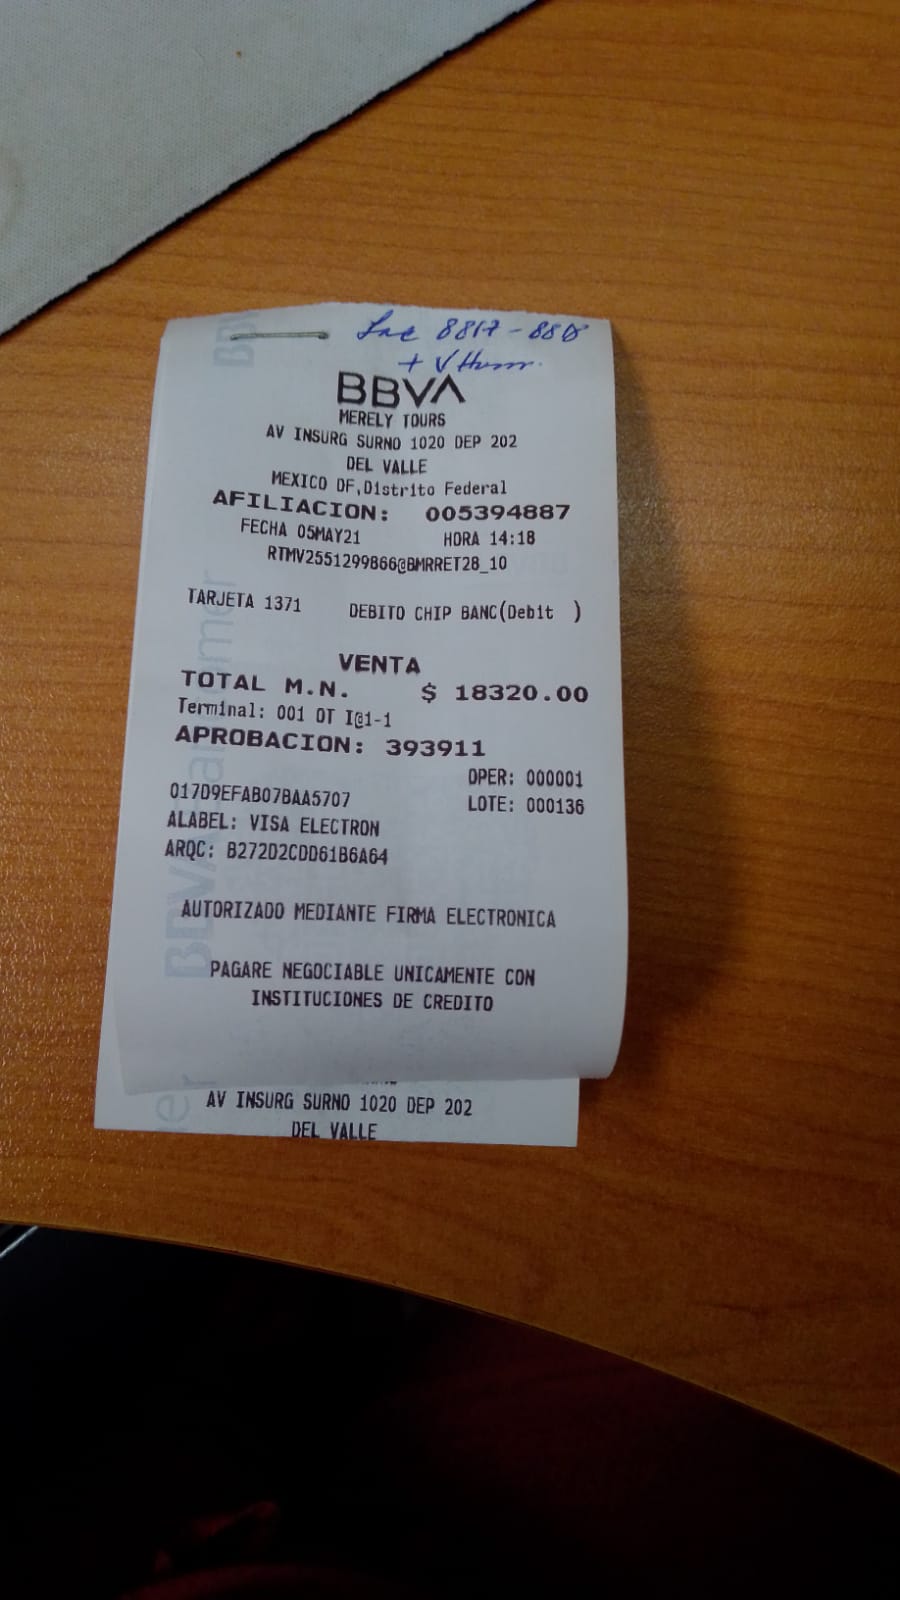 Fac 8817-88
+ V
BBVA
MERELY TOURS
AV INSURG SURNO 1020 DEP 202
DEL VALLE
MEXICO DF,Distrito Federal
AFILIACION: 005394887
FECHA 05MAY21 HORA 14:18
RTMV2551299866@BMRRET28_10
TARJETA 1371 DEBITO CHIP BANC(Debit )
VENTA
TOTAL M.N. $ 18320.00
Terminal: 001 OT I@1-1
APROBACION: 393911
OPER: 000001
017D9EFAB07BAA5707 LOTE: 000136
ALABEL: VISA ELECTRON
ARQC: B272D2CDD61B6A64
AUTORIZADO MEDIANTE FIRMA ELECTRONICA
PAGARE NEGOCIABLE UNICAMENTE CON
INSTITUCIONES DE CREDITO
AV INSURG SURNO 1020 DEP 202
DEL VALLE